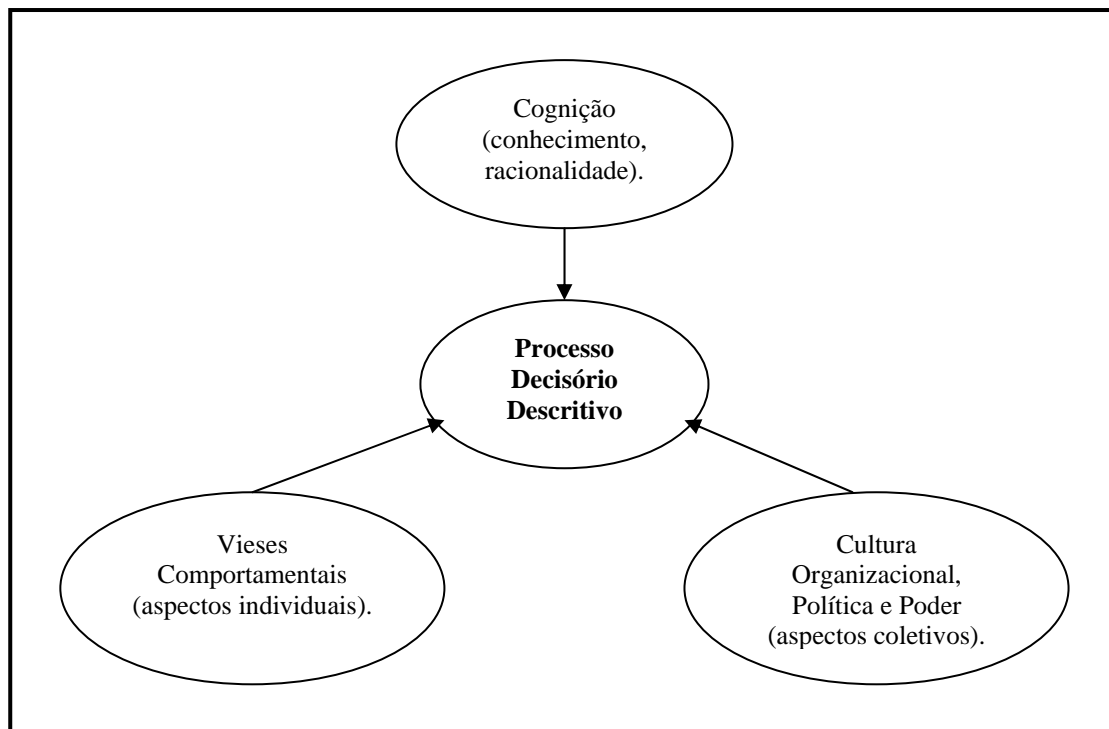 Cognição
(conhecimento,
racionalidade).
Processo
Decisório
Descritivo
Vieses
Comportamentais
(aspectos individuais).
Cultura
Organizacional,
Política e Poder
(aspectos coletivos).